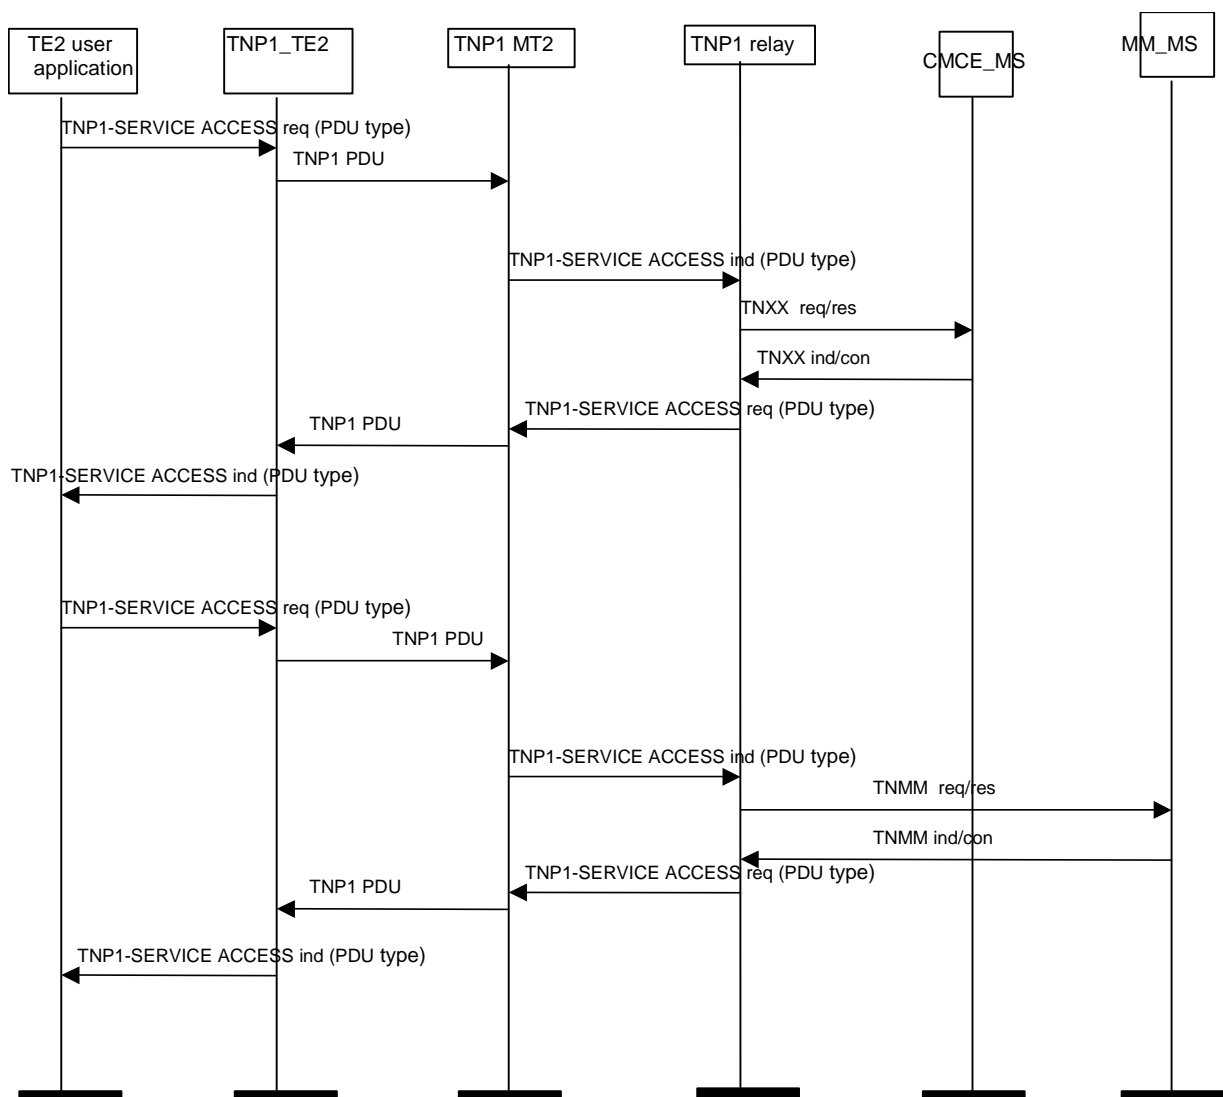 TE2 user
application
TNP1_TE2
TNP1 MT2
TNP1 relay
CMCE_MS
MM_MS
TNP1-SERVICE ACCESS req (PDU type)
TNP1 PDU
TNP1-SERVICE ACCESS ind (PDU type)
TNXX req/res
TNXX ind/con
TNP1-SERVICE ACCESS req (PDU type)
TNP1 PDU
TNP1-SERVICE ACCESS ind (PDU type)
TNP1-SERVICE ACCESS req (PDU type)
TNP1 PDU
TNP1-SERVICE ACCESS ind (PDU type)
TNMM req/res
TNMM ind/con
TNP1-SERVICE ACCESS req (PDU type)
TNP1 PDU
TNP1-SERVICE ACCESS ind (PDU type)